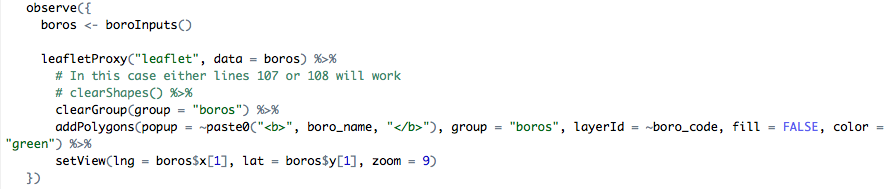 observe({
boros <- boroInputs()
leafletProxy("leaflet", data = boros) %>%
# In this case either lines 107 or 108 will work
# clearShapes() %>%
clearGroup(group = "boros") %>%
addPolygons(popup = ~paste0("<b>", boro_name, "</b>"), group = "boros", layerId = ~boro_code, fill = FALSE, color =
"green") %>%
setView(lng = boros$x[1], lat = boros$y[1], zoom = 9)
})